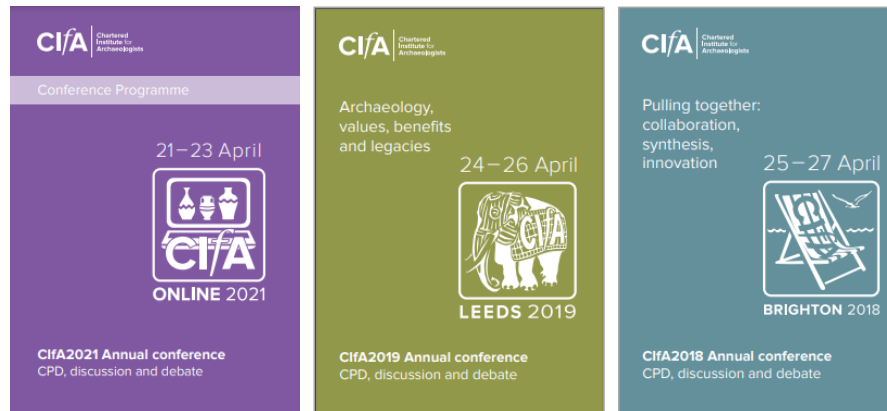 CIfA
Chartered
Institute for
Archaeologists
Conference Programme
21–23 April
CIfA
ONLINE 2021
CIfA2021 Annual conference
CPD, discussion and debate
CIfA
Chartered
Institute for
Archaeologists
Archaeology,
values, benefits
and legacies
24–26 April
CIfA
LEEDS 2019
CIfA2019 Annual conference
CPD, discussion and debate
CIfA
Chartered
Institute for
Archaeologists
Pulling together:
collaboration,
synthesis,
innovation
25–27 April
BRIGHTON 2018
CIfA2018 Annual conference
CPD, discussion and debate